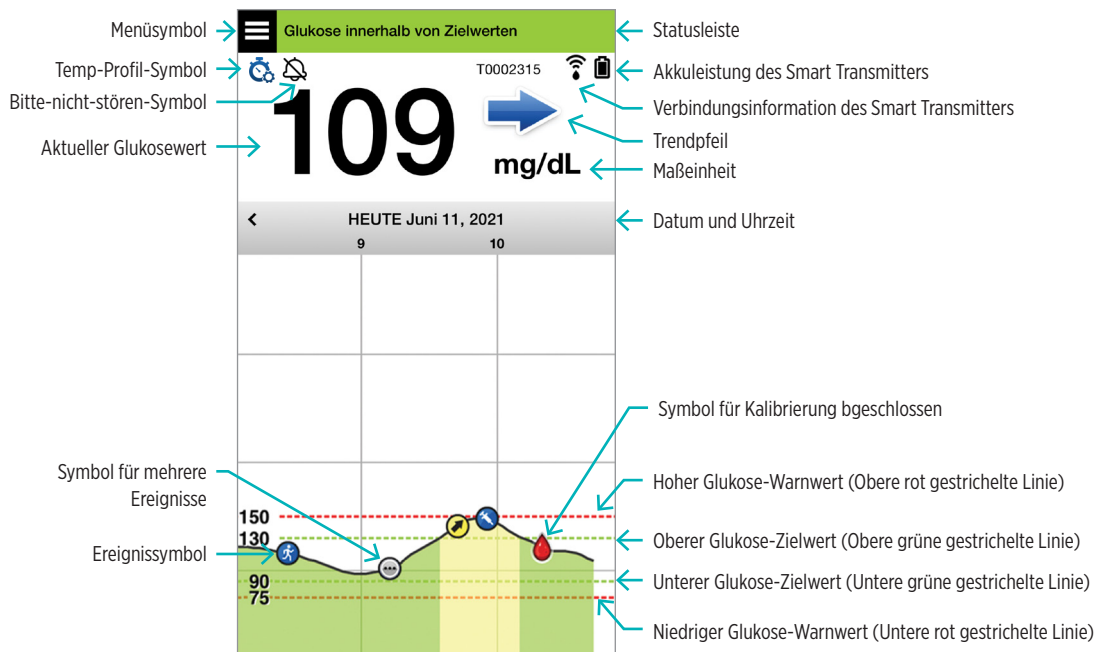 Menüsymbol
Glukose innerhalb von Zielwerten
Statusleiste
Temp-Profil-Symbol
T0002315
Akkuleistung des Smart Transmitters
Bitte-nicht-stören-Symbol
Verbindungsinformation des Smart Transmitters
109
Trendpfeil
Aktueller Glukosewert
mg/dL
Maßeinheit
HEUTE Juni 11, 2021
Datum und Uhrzeit
9 10
Symbol für Kalibrierung bgeschlossen
Symbol für mehrere
Ereignisse
Hoher Glukose-Warnwert (Obere rot gestrichelte Linie)
150
130
Oberer Glukose-Zielwert (Obere grüne gestrichelte Linie)
Ereignissymbol
90
Unterer Glukose-Zielwert (Untere grüne gestrichelte Linie)
75
Niedriger Glukose-Warnwert (Untere rot gestrichelte Linie)